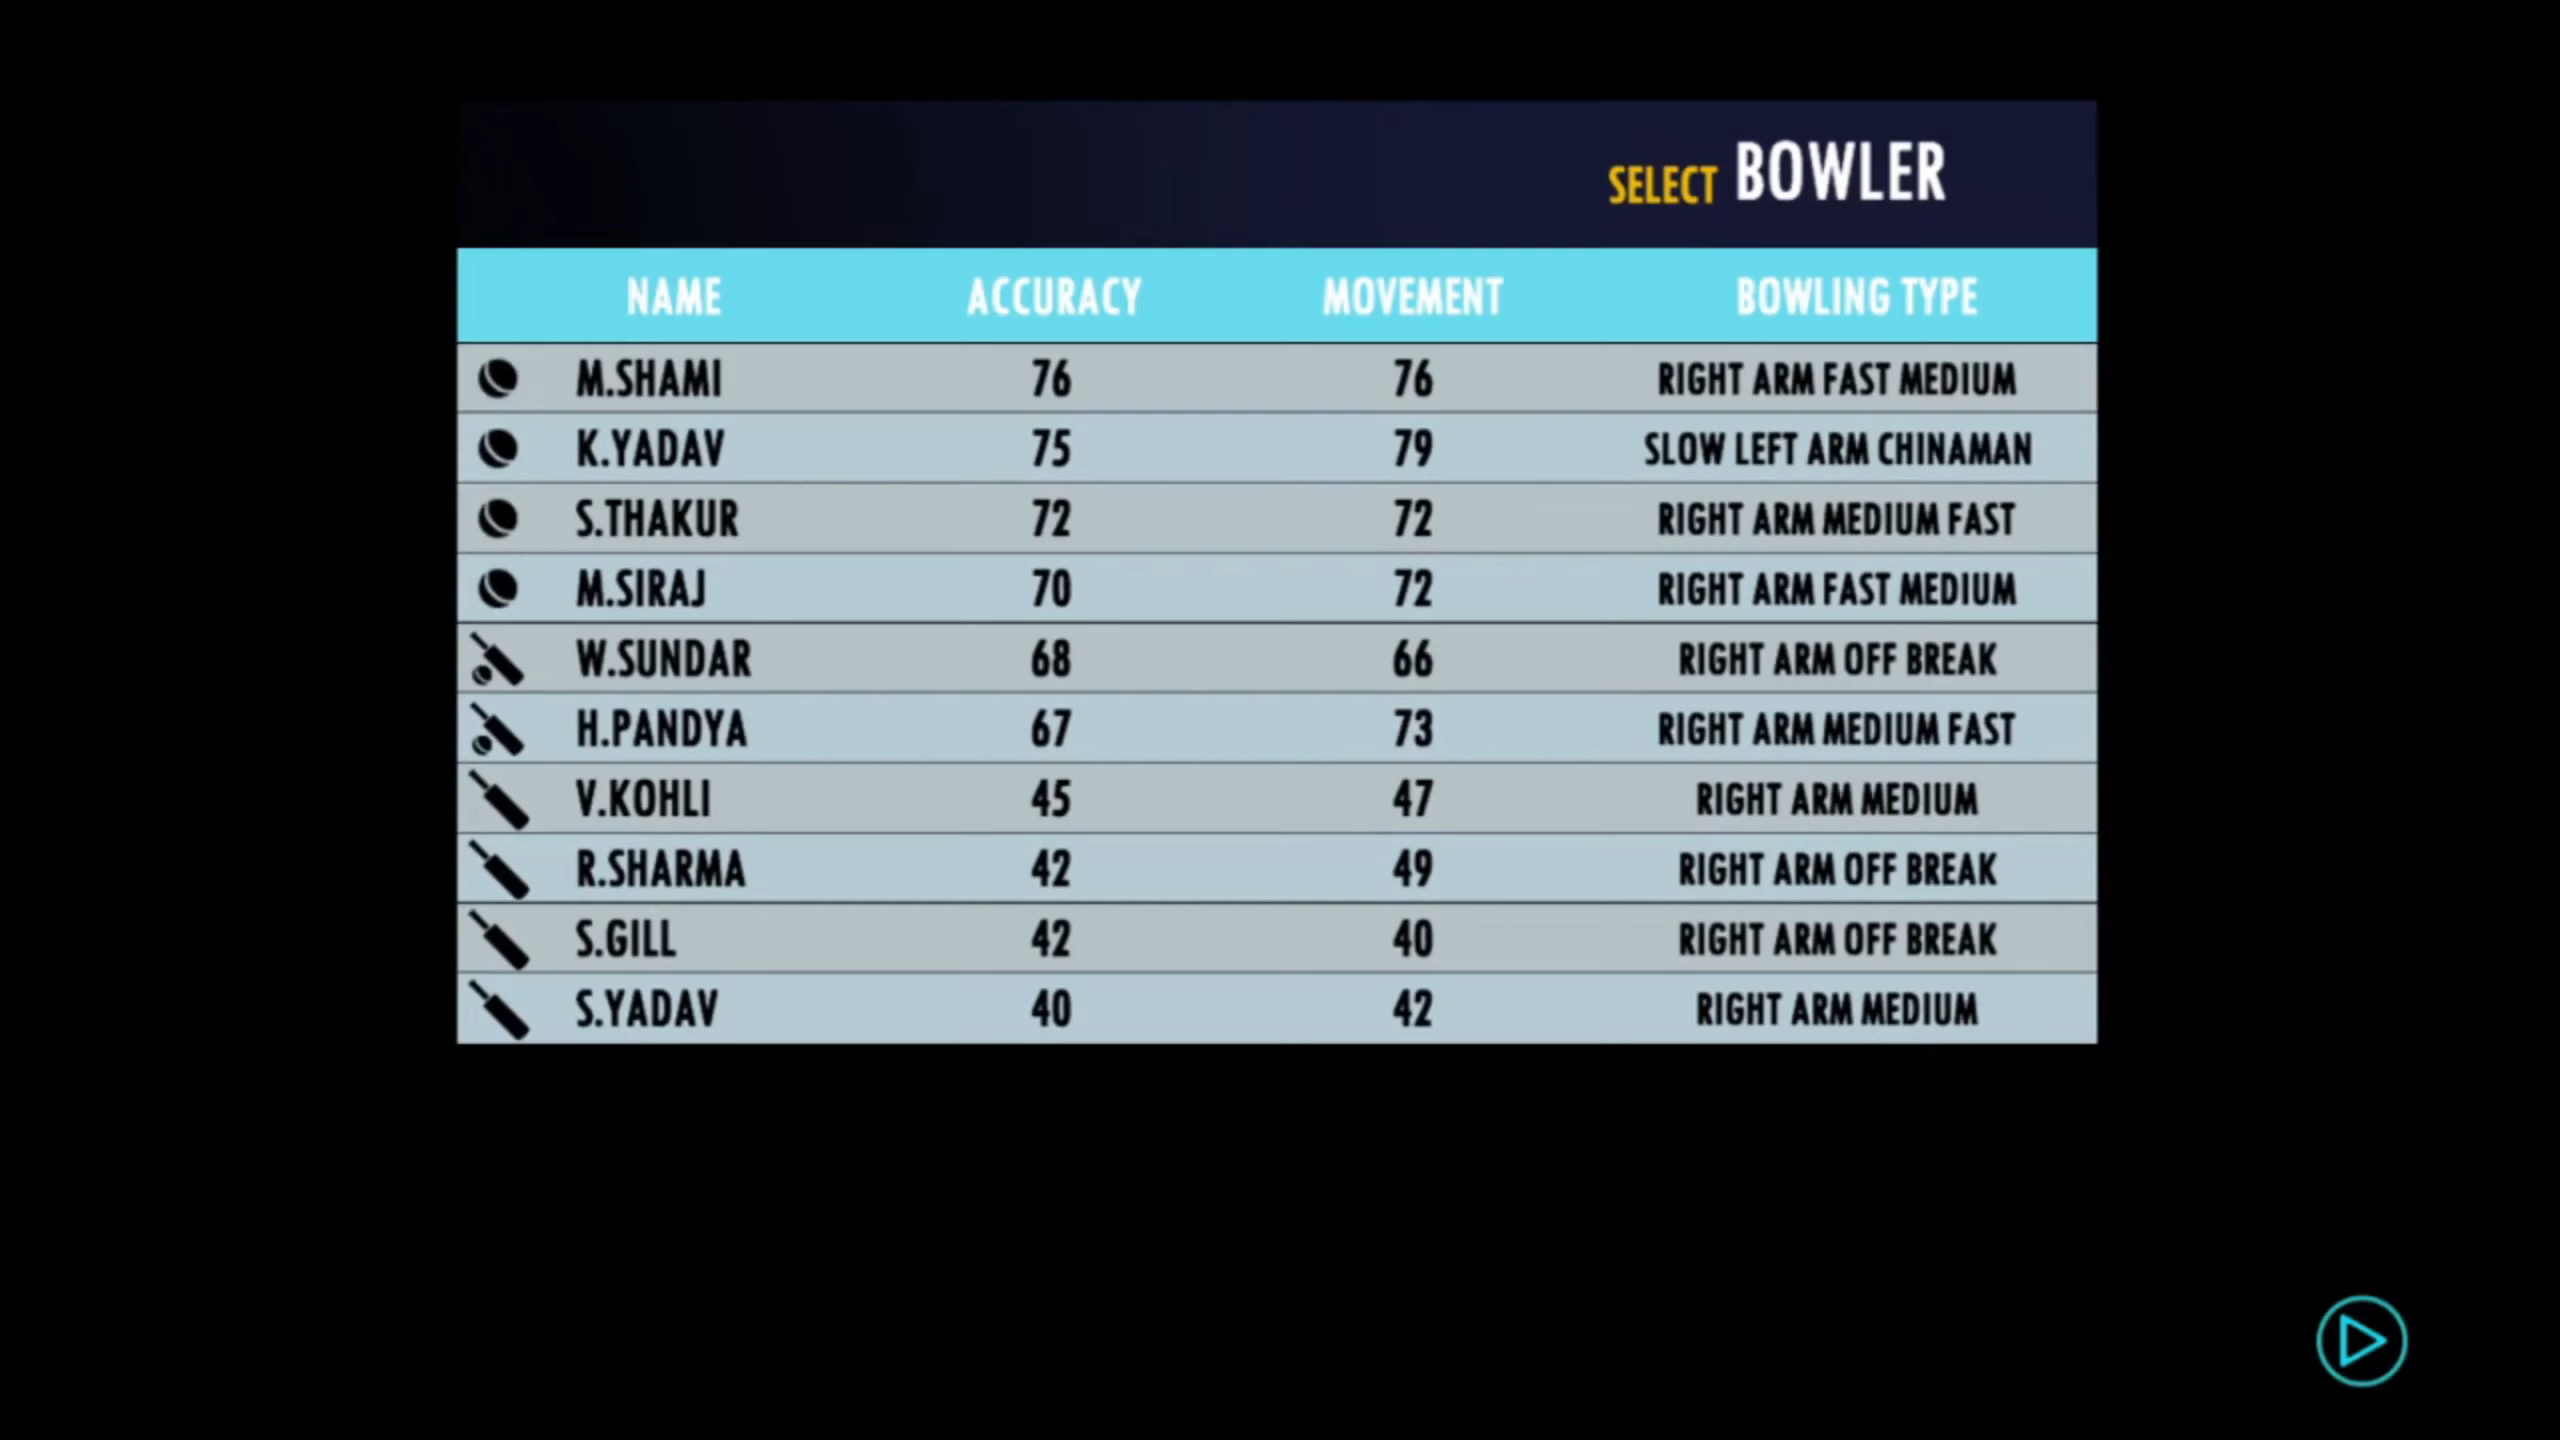 SELECT BOWLER
NAME ACCURACY MOVEMENT BOWLING TYPE
M.SHAMI 76 76 RIGHT ARM FAST MEDIUM
K.YADAV 75 79 SLOW LEFT ARM CHINAMAN
S.THAKUR 72 72 RIGHT ARM MEDIUM FAST
M.SIRAJ 70 72 RIGHT ARM FAST MEDIUM
W.SUNDAR 68 66 RIGHT ARM OFF BREAK
H.PANDYA 67 73 RIGHT ARM MEDIUM FAST
V.KOHLI 45 47 RIGHT ARM MEDIUM
R.SHARMA 42 49 RIGHT ARM OFF BREAK
S.GILL 42 40 RIGHT ARM OFF BREAK
S.YADAV 40 42 RIGHT ARM MEDIUM